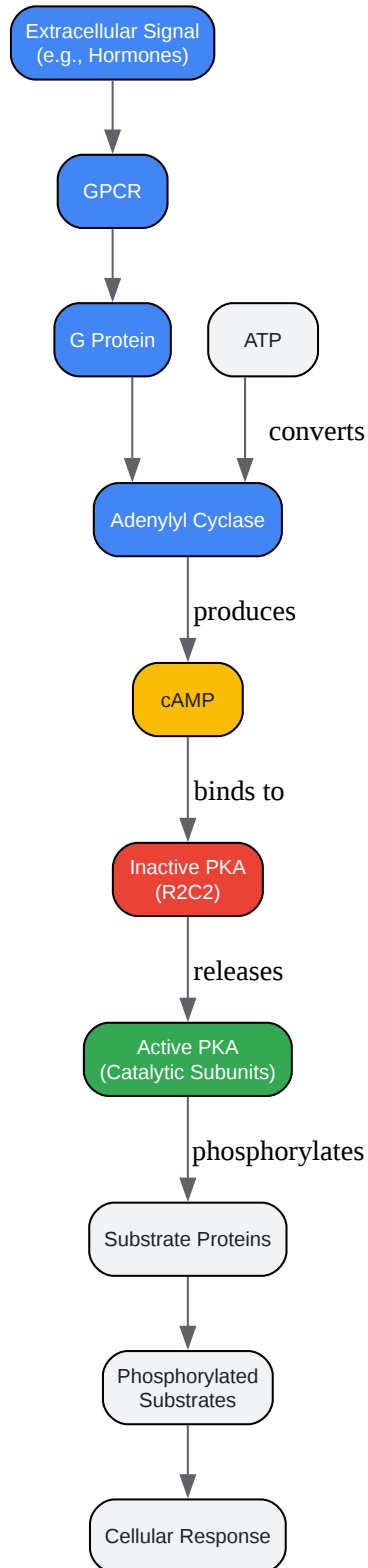 Extracellular Signal
(e.g., Hormones)
GPCR
G Protein
ATP
converts
Adenylyl Cyclase
produces
cAMP
binds to
Inactive PKA
(R2C2)
releases
Active PKA
(Catalytic Subunits)
phosphorylates
Substrate Proteins
Phosphorylated
Substrates
Cellular Response